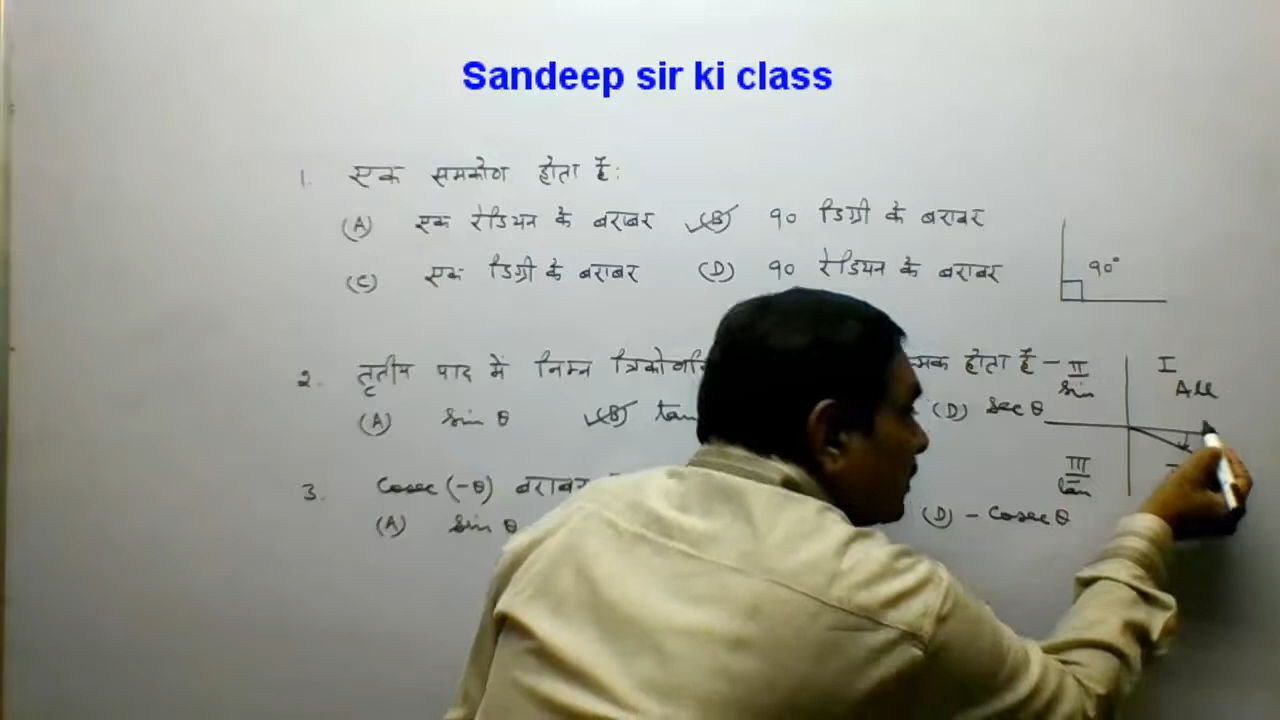 Sandeep sir ki class
1. एक समकोण होता है:
(A) एक रेडियन के बराबर (B) 90 डिग्री के बराबर
(C) एक डिग्री के बराबर (D) 90 रेडियन के बराबर
90°
2. तृतीय पाद में निम्न होता है -
(A) sin θ (B) tan (D) sec θ
II I
sin All
III
tan
3. cosec (-θ) बराबर
(A) sin θ (D) - cosec θ